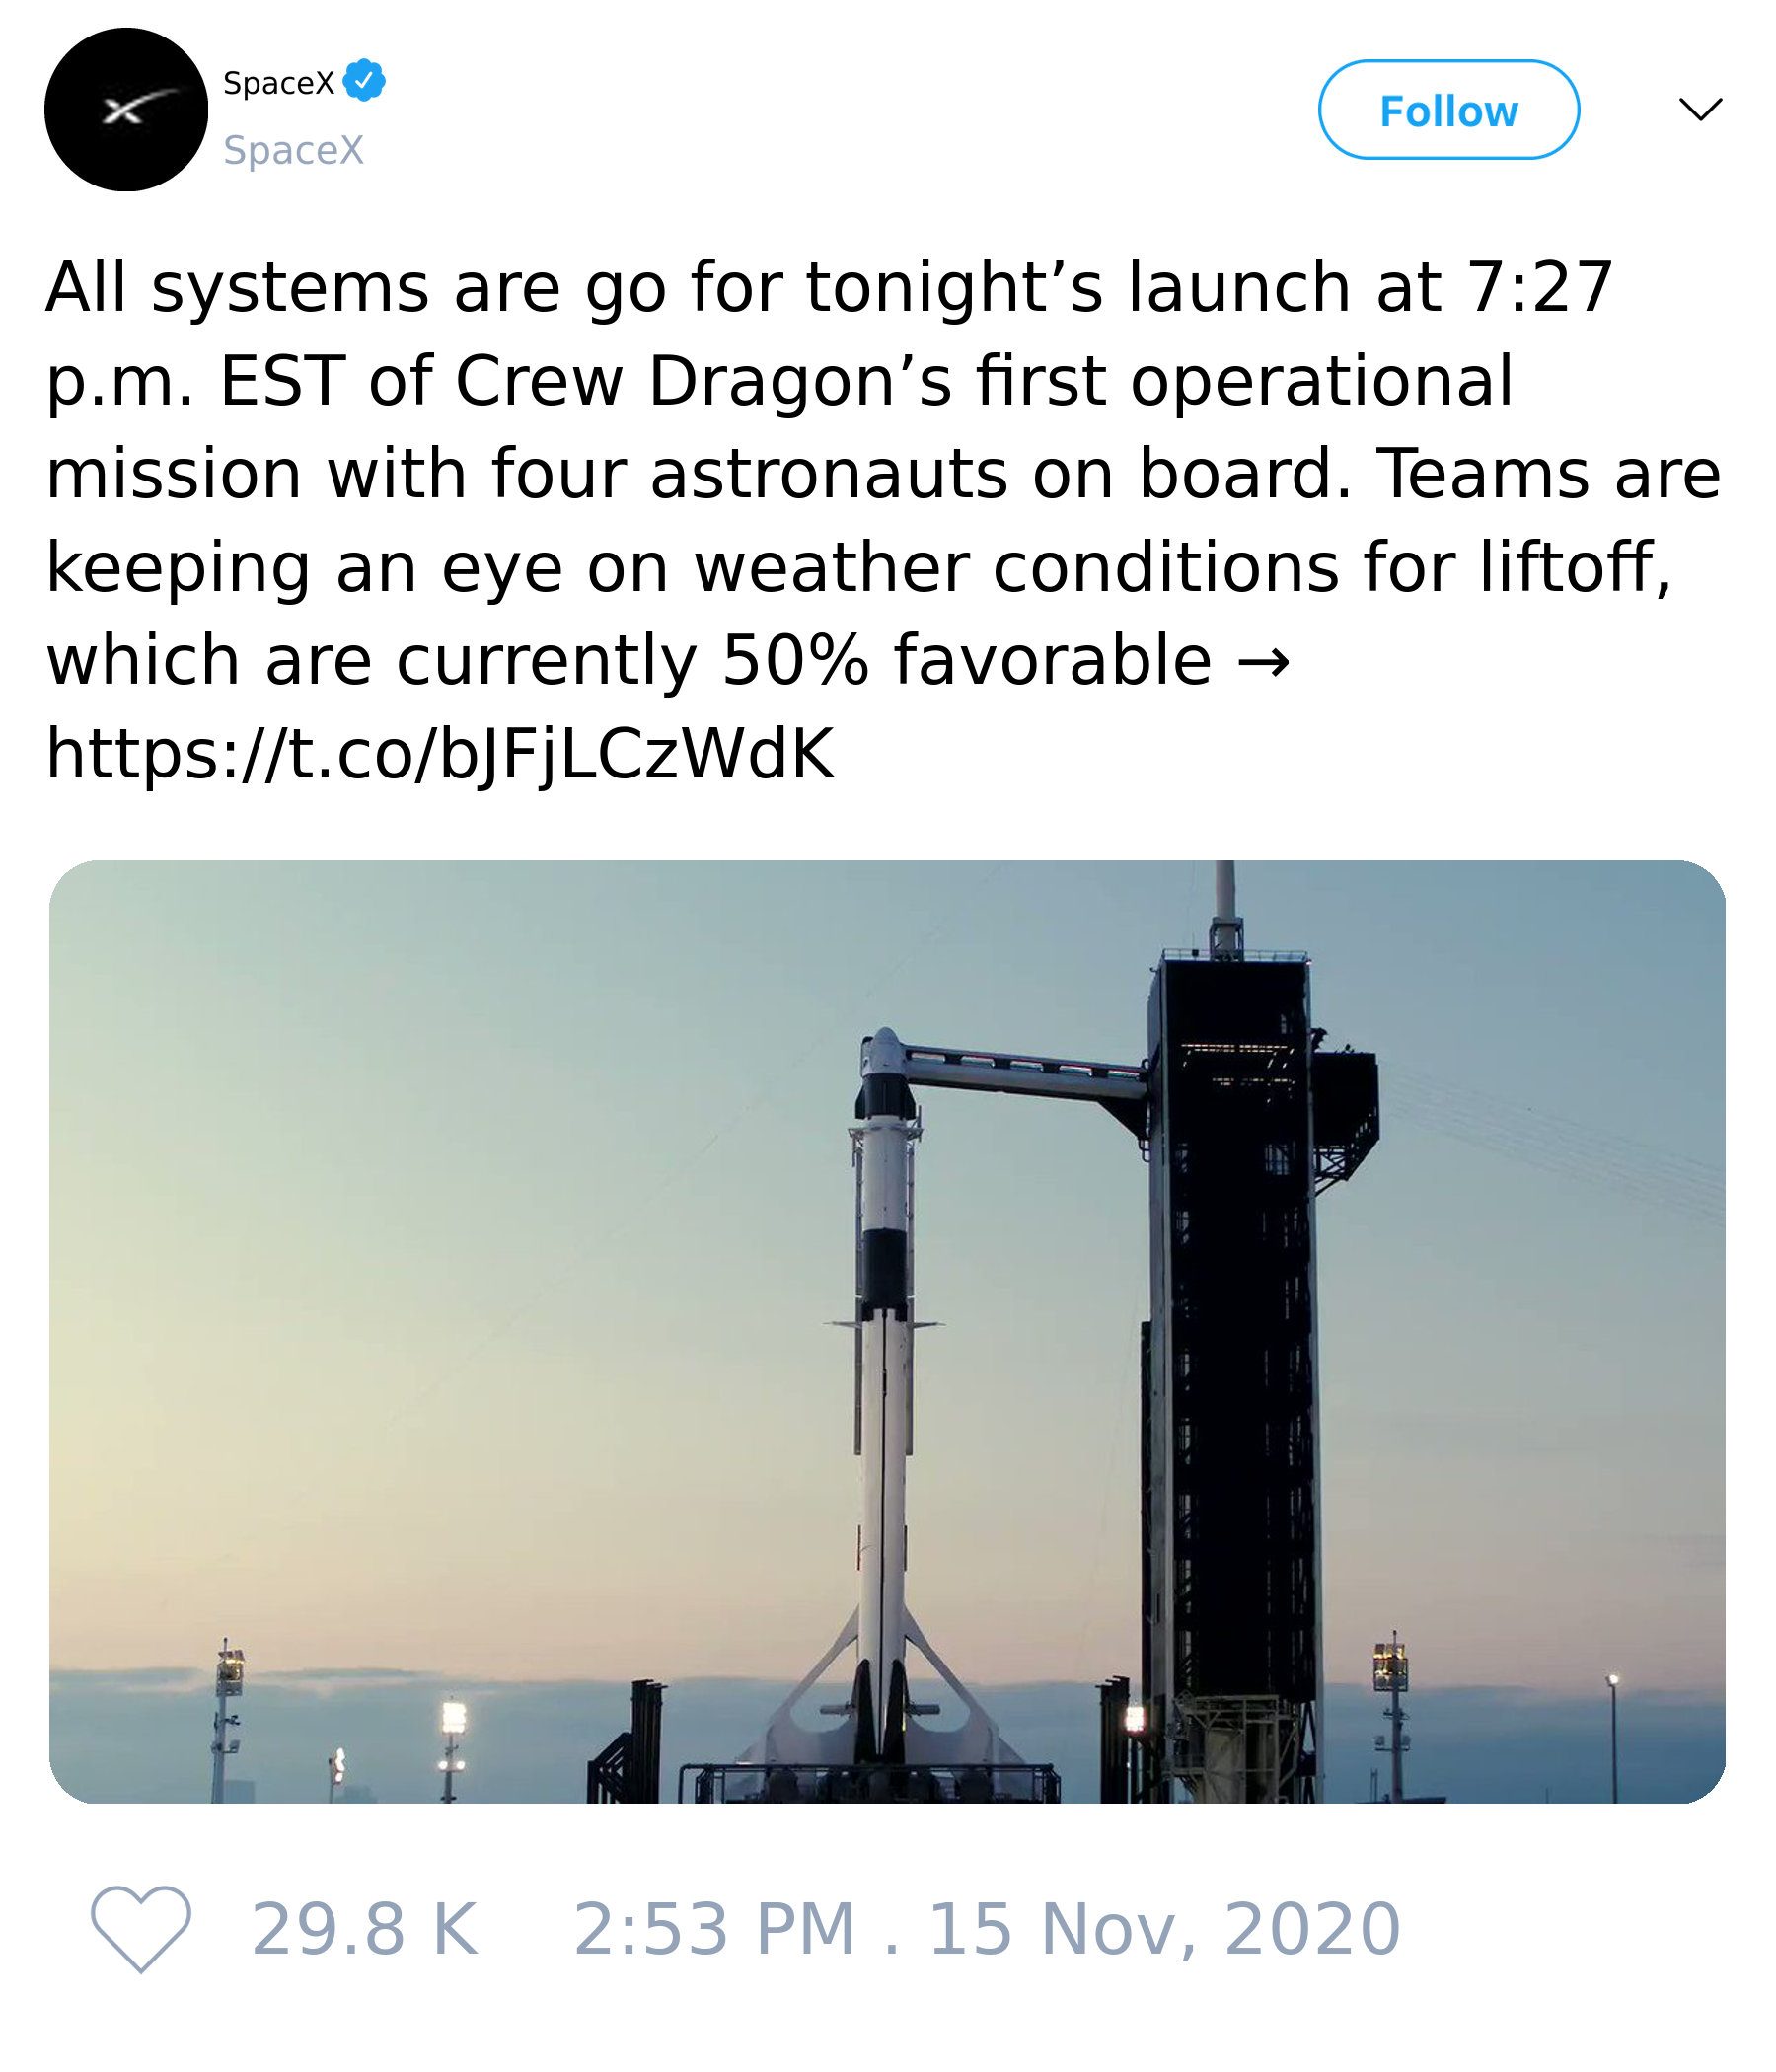 SpaceX
SpaceX
Follow
All systems are go for tonight’s launch at 7:27
p.m. EST of Crew Dragon’s first operational
mission with four astronauts on board. Teams are
keeping an eye on weather conditions for liftoff,
which are currently 50% favorable →
https://t.co/bJFjLCzWdK
29.8 K 2:53 PM . 15 Nov, 2020